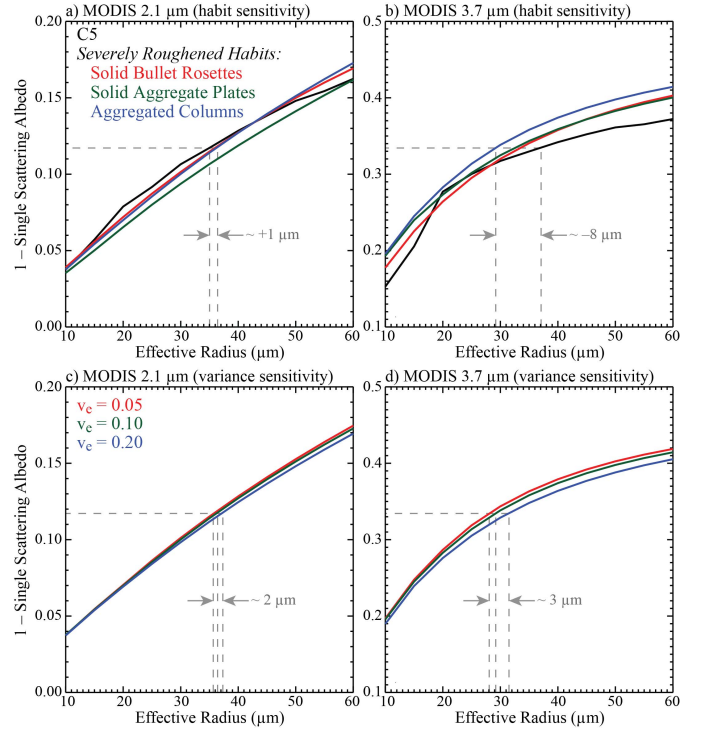 a) MODIS 2.1 µm (habit sensitivity)
0.20
0.15
0.10
0.05
0.00
1 – Single Scattering Albedo
C5
Severely Roughened Habits:
Solid Bullet Rosettes
Solid Aggregate Plates
Aggregated Columns
~ +1 µm
10 20 30 40 50 60
Effective Radius (µm)
b) MODIS 3.7 µm (habit sensitivity)
0.5
0.4
0.3
0.2
0.1
~ –8 µm
10 20 30 40 50 60
Effective Radius (µm)
c) MODIS 2.1 µm (variance sensitivity)
0.20
0.15
0.10
0.05
0.00
1 – Single Scattering Albedo
vₑ = 0.05
vₑ = 0.10
vₑ = 0.20
~ 2 µm
10 20 30 40 50 60
Effective Radius (µm)
d) MODIS 3.7 µm (variance sensitivity)
0.5
0.4
0.3
0.2
0.1
~ 3 µm
10 20 30 40 50 60
Effective Radius (µm)